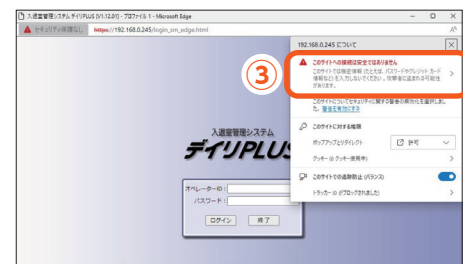 入退室管理システム デイリPLUS [V1.12.01] - プロファイル 1 - Microsoft Edge
セキュリティ保護なし
https://192.168.0.245/login_sm_edge.html
192.168.0.245 について
このサイトへの接続は安全ではありません
このサイトでは機密情報 (たとえば、パスワードやクレジット カード
情報など) を入力しないでください。攻撃者に盗まれる可能性
があります。
③
このサイトについてセキュリティに関する警告の無効化を選択しまし
た。警告を有効にする
このサイトに対する権限
ポップアップとリダイレクト
許可
クッキー (0 クッキー使用中)
このサイトでの追跡防止 (バランス)
トラッカー (0 がブロックされました)
入退室管理システム
デイリPLUS
オペレーターID :
パスワード :
ログイン
終了